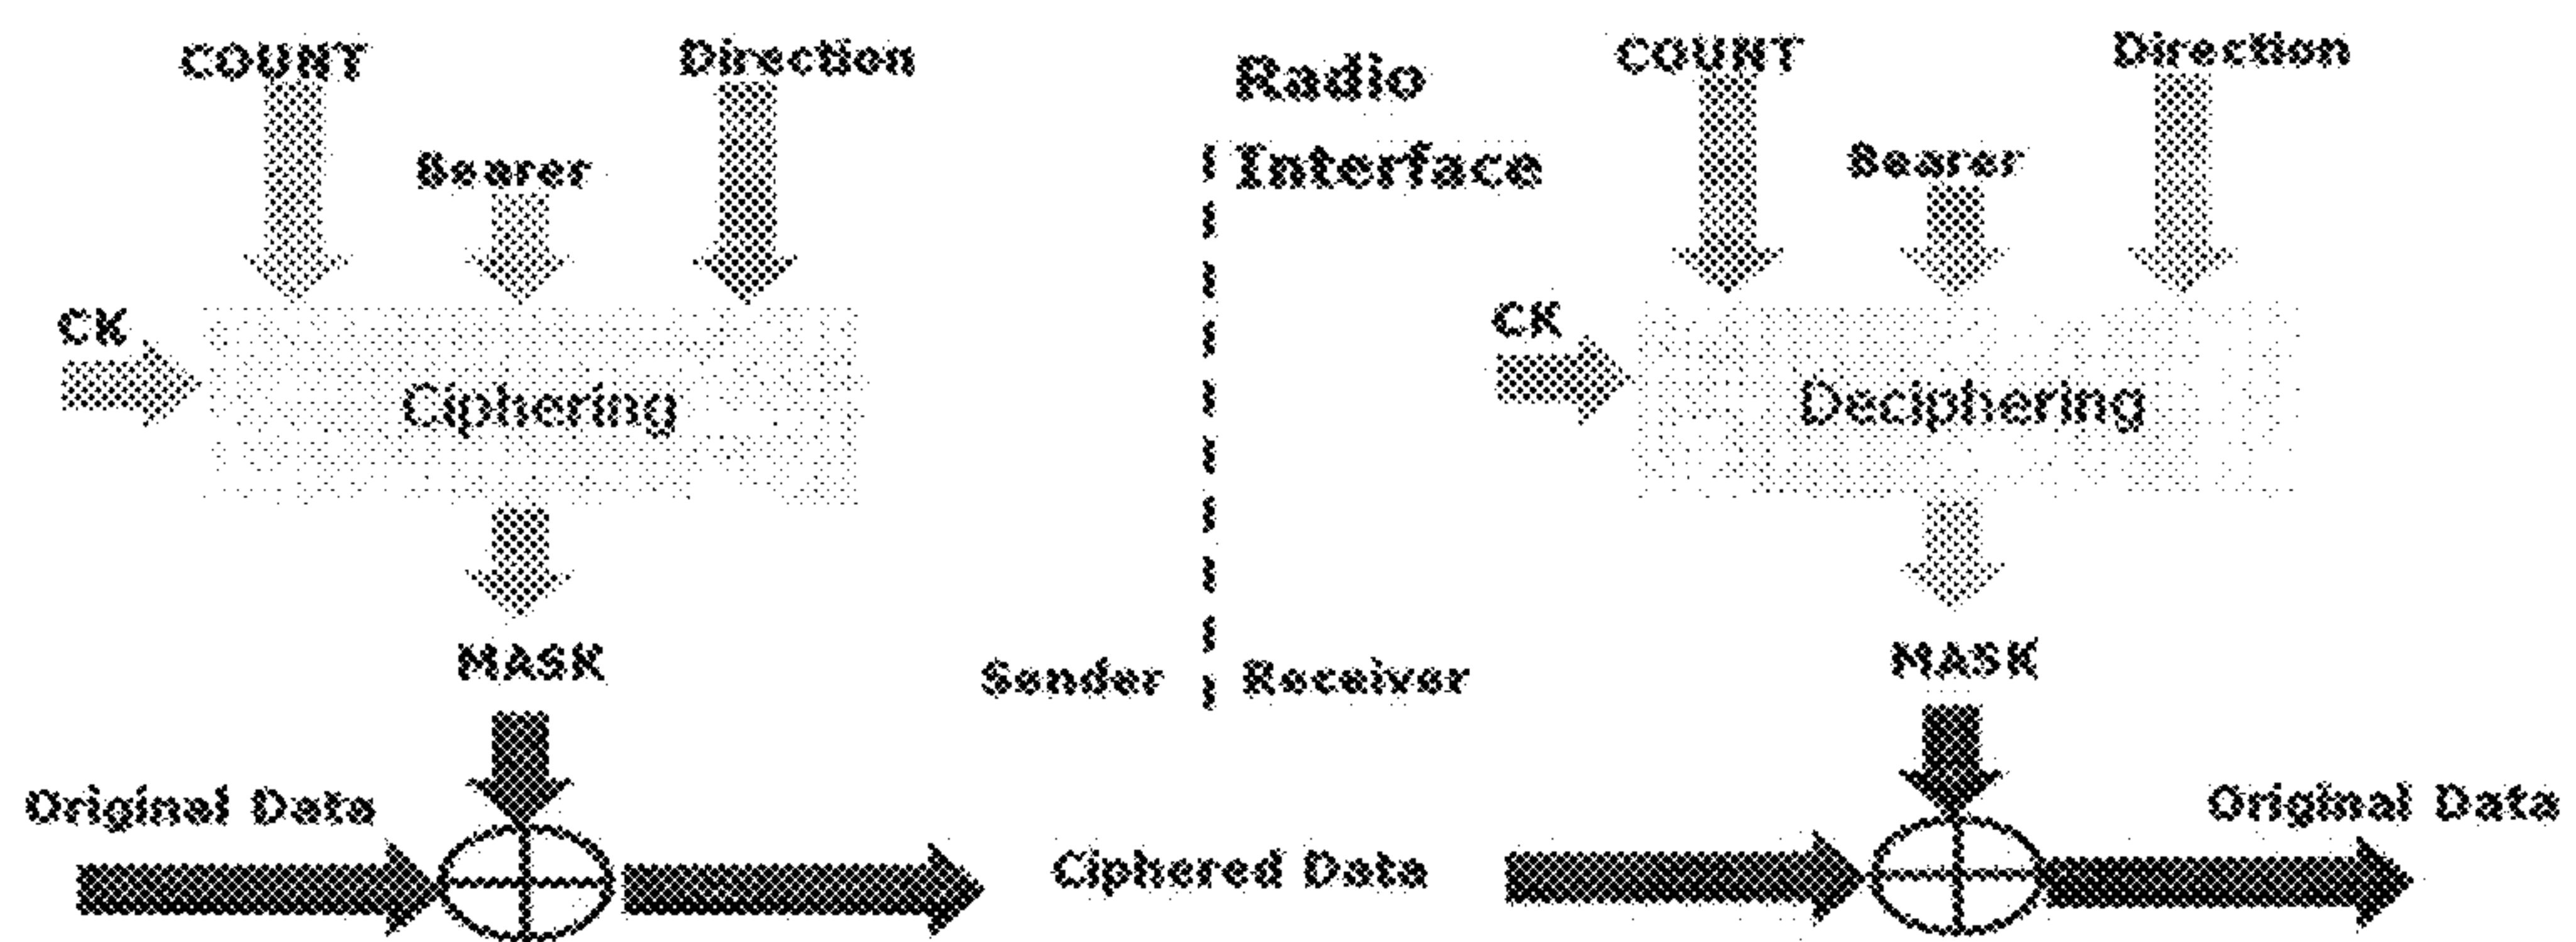 COUNT
Direction
Bearer
CK
Ciphering
MASK
Original Data
Radio
Interface
Sender
Receiver
Ciphered Data
COUNT
Direction
Bearer
CK
Deciphering
MASK
Original Data